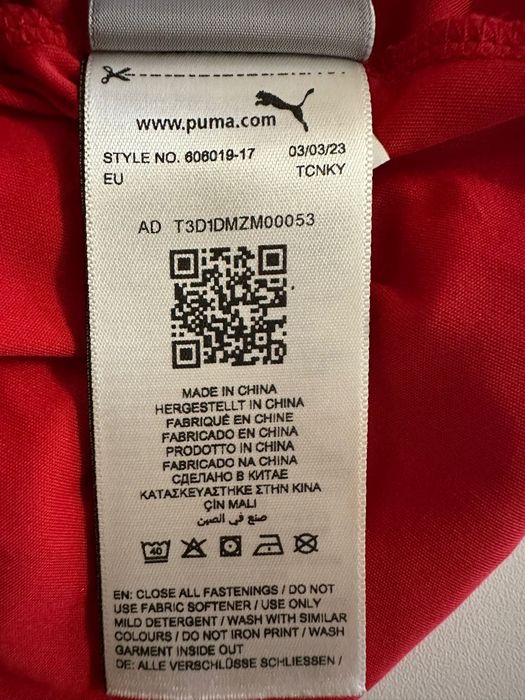 www.puma.com
STYLE NO. 606019-17 03/03/23
EU TCNKY
AD T3D1DMZM00053
MADE IN CHINA
HERGESTELLT IN CHINA
FABRIQUÉ EN CHINE
FABRICADO EN CHINA
PRODOTTO IN CHINA
FABRICADO NA CHINA
СДЕЛАНО В КИТАЕ
ΚΑΤΑΣΚΕΥΑΣΤΗΚΕ ΣΤΗΝ ΚΙΝΑ
ÇİN MALI
صنع في الصين
40
EN: CLOSE ALL FASTENINGS / DO NOT
USE FABRIC SOFTENER / USE ONLY
MILD DETERGENT / WASH WITH SIMILAR
COLOURS / DO NOT IRON PRINT / WASH
GARMENT INSIDE OUT
DE: ALLE VERSCHLÜSSE SCHLIESSEN /